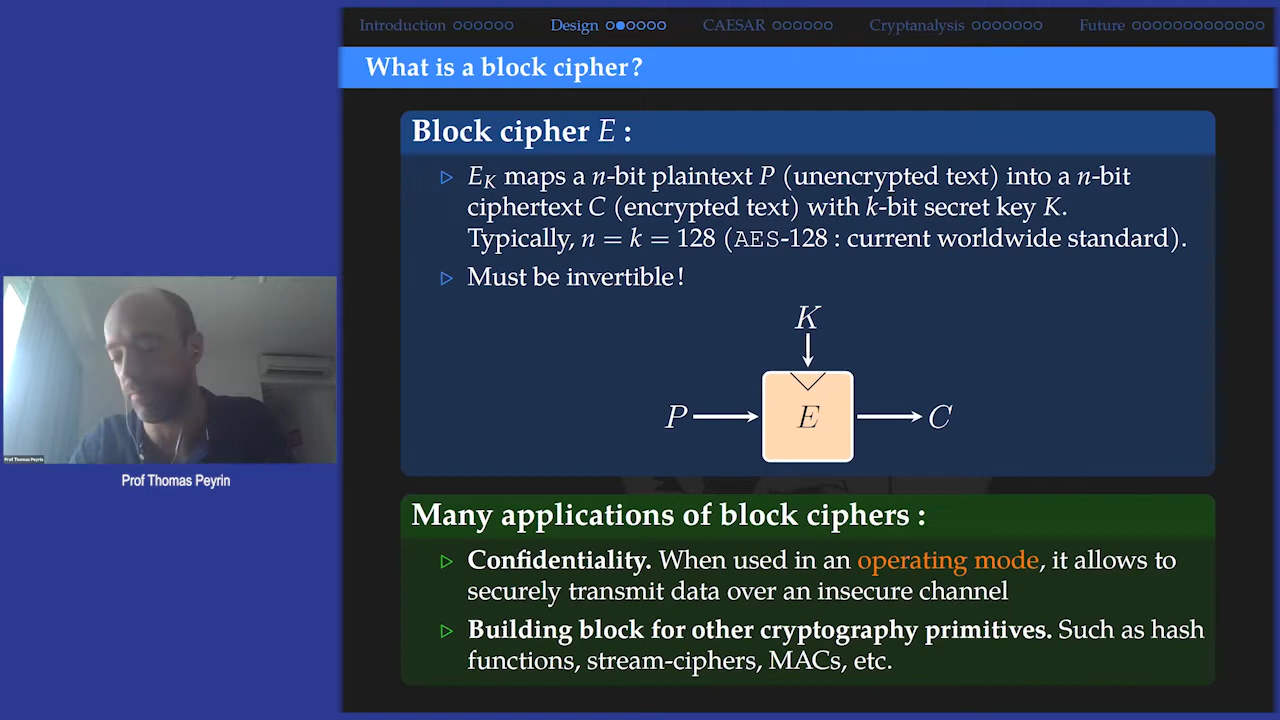 Introduction Design CAESAR Cryptanalysis Future
What is a block cipher?
Block cipher E :
E_K maps a n-bit plaintext P (unencrypted text) into a n-bit
ciphertext C (encrypted text) with k-bit secret key K.
Typically, n = k = 128 (AES-128 : current worldwide standard).
Must be invertible !
K
P E C
Prof Thomas Peyrin
Prof Thomas Peyrin
Many applications of block ciphers :
Confidentiality. When used in an operating mode, it allows to
securely transmit data over an insecure channel
Building block for other cryptography primitives. Such as hash
functions, stream-ciphers, MACs, etc.